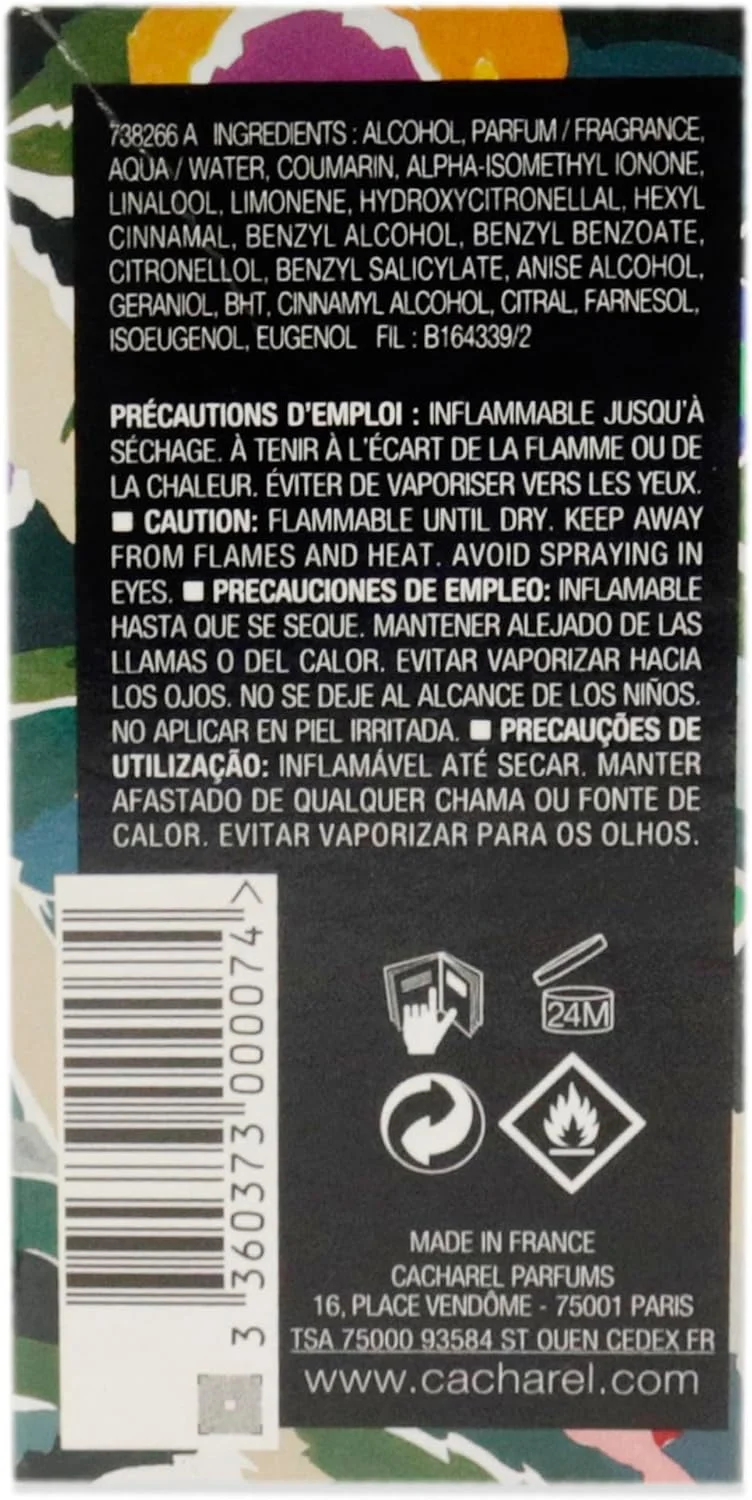 738266 A INGREDIENTS : ALCOHOL, PARFUM / FRAGRANCE,
AQUA / WATER, COUMARIN, ALPHA-ISOMETHYL IONONE,
LINALOOL, LIMONENE, HYDROXYCITRONELLAL, HEXYL
CINNAMAL, BENZYL ALCOHOL, BENZYL BENZOATE,
CITRONELLOL, BENZYL SALICYLATE, ANISE ALCOHOL,
GERANIOL, BHT, CINNAMYL ALCOHOL, CITRAL, FARNESOL,
ISOEUGENOL, EUGENOL FIL : B164339/2
PRÉCAUTIONS D'EMPLOI : INFLAMMABLE JUSQU'À
SÉCHAGE. À TENIR À L'ÉCART DE LA FLAMME OU DE
LA CHALEUR. ÉVITER DE VAPORISER VERS LES YEUX.
■ CAUTION: FLAMMABLE UNTIL DRY. KEEP AWAY
FROM FLAMES AND HEAT. AVOID SPRAYING IN
EYES. ■ PRECAUCIONES DE EMPLEO: INFLAMABLE
HASTA QUE SE SEQUE. MANTENER ALEJADO DE LAS
LLAMAS O DEL CALOR. EVITAR VAPORIZAR HACIA
LOS OJOS. NO SE DEJE AL ALCANCE DE LOS NIÑOS.
NO APLICAR EN PIEL IRRITADA. ■ PRECAUÇÕES DE
UTILIZAÇÃO: INFLAMÁVEL ATÉ SECAR. MANTER
AFASTADO DE QUALQUER CHAMA OU FONTE DE
CALOR. EVITAR VAPORIZAR PARA OS OLHOS.
3 360373 000074 >
24M
MADE IN FRANCE
CACHAREL PARFUMS
16, PLACE VENDÔME - 75001 PARIS
TSA 75000 93584 ST OUEN CEDEX FR
www.cacharel.com